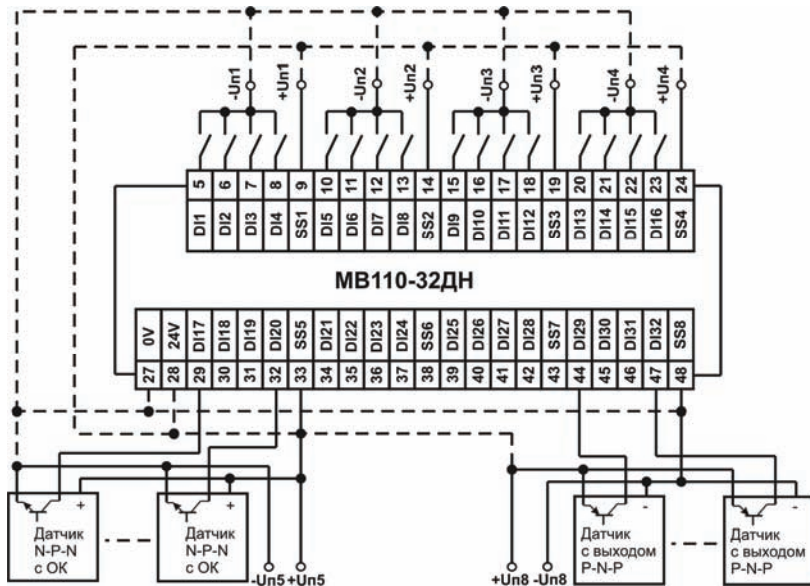 -Un1
+Un1
-Un2
+Un2
-Un3
+Un3
-Un4
+Un4
5 6 7 8 9 10 11 12 13 14 15 16 17 18 19 20 21 22 23 24
DI1 DI2 DI3 DI4 SS1 DI5 DI6 DI7 DI8 SS2 DI9 DI10 DI11 DI12 SS3 DI13 DI14 DI15 DI16 SS4
МВ110-32ДН
0V 24V DI17 DI18 DI19 DI20 SS5 DI21 DI22 DI23 DI24 SS6 DI25 DI26 DI27 DI28 SS7 DI29 DI30 DI31 DI32 SS8
27 28 29 30 31 32 33 34 35 36 37 38 39 40 41 42 43 44 45 46 47 48
+
Датчик
N-P-N
с ОК
+
Датчик
N-P-N
с ОК
-Un5 +Un5
+Un8 -Un8
-
Датчик
с выходом
P-N-P
-
Датчик
с выходом
P-N-P